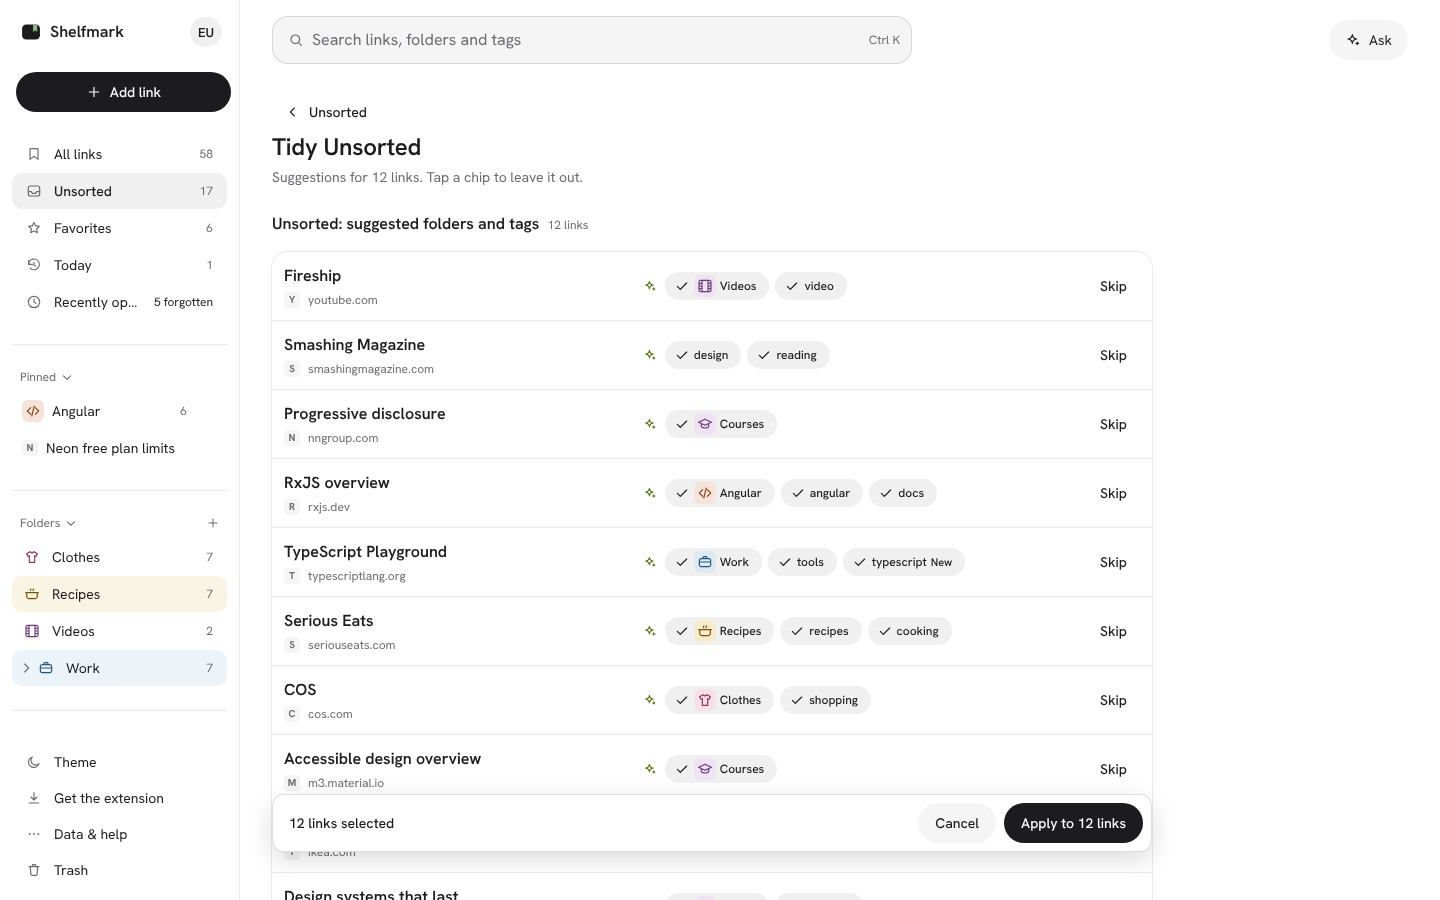 Shelfmark
EU
Add link
All links 58
Unsorted 17
Favorites 6
Today 1
Recently op... 5 forgotten
Pinned
Angular 6
N Neon free plan limits
Folders
Clothes 7
Recipes 7
Videos 2
Work 7
Theme
Get the extension
Data & help
Trash
Search links, folders and tags Ctrl K
Ask
Unsorted
Tidy Unsorted
Suggestions for 12 links. Tap a chip to leave it out.
Unsorted: suggested folders and tags 12 links
Fireship
Y youtube.com
Videos video Skip
Smashing Magazine
S smashingmagazine.com
design reading Skip
Progressive disclosure
N nngroup.com
Courses Skip
RxJS overview
R rxjs.dev
Angular angular docs Skip
TypeScript Playground
T typescriptlang.org
Work tools typescript New Skip
Serious Eats
S seriouseats.com
Recipes recipes cooking Skip
COS
C cos.com
Clothes shopping Skip
Accessible design overview
M m3.material.io
Courses Skip
12 links selected
Cancel Apply to 12 links
ikea.com
Design systems that last